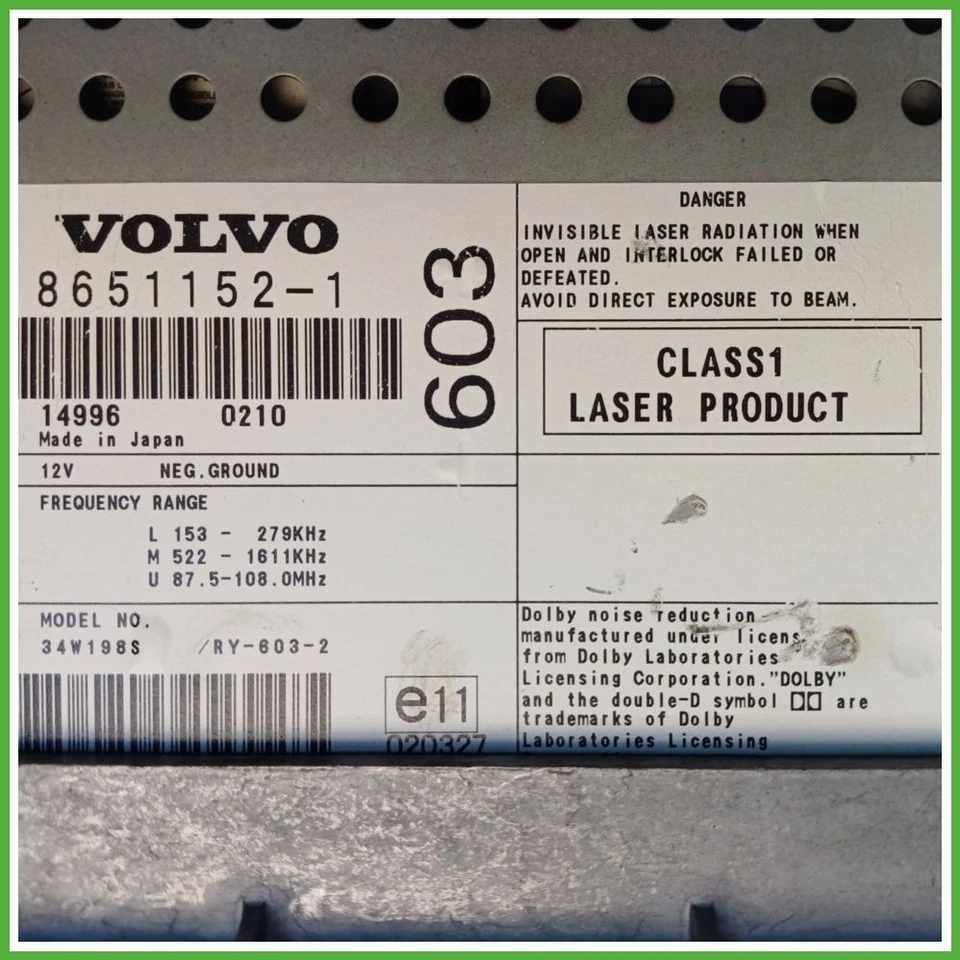 VOLVO
8651152-1
603
14996 0210
Made in Japan
12V NEG.GROUND
FREQUENCY RANGE
L 153 - 279KHz
M 522 - 1611KHz
U 87.5-108.0MHz
MODEL NO.
34W198S /RY-603-2
e11
020327
DANGER
INVISIBLE LASER RADIATION WHEN
OPEN AND INTERLOCK FAILED OR
DEFEATED.
AVOID DIRECT EXPOSURE TO BEAM.
CLASS1
LASER PRODUCT
Dolby noise reduction
manufactured under licens
from Dolby Laboratories
Licensing Corporation."DOLBY"
and the double-D symbol are
trademarks of Dolby
Laboratories Licensing